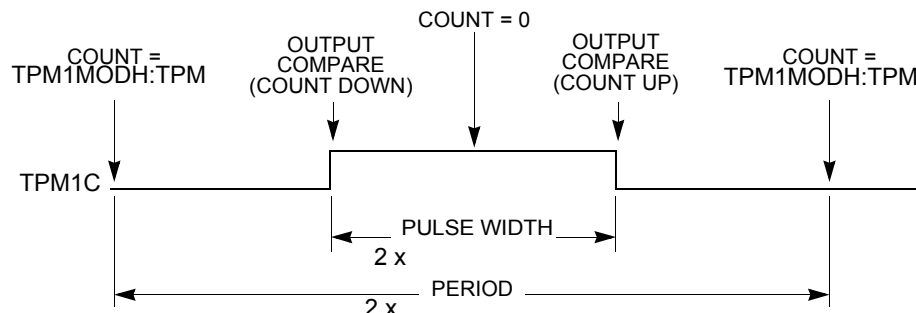 COUNT = 0
COUNT =
TPM1MODH:TPM
OUTPUT
COMPARE
(COUNT DOWN)
OUTPUT
COMPARE
(COUNT UP)
COUNT =
TPM1MODH:TPM
TPM1C
PULSE WIDTH
2 x
PERIOD
2 x